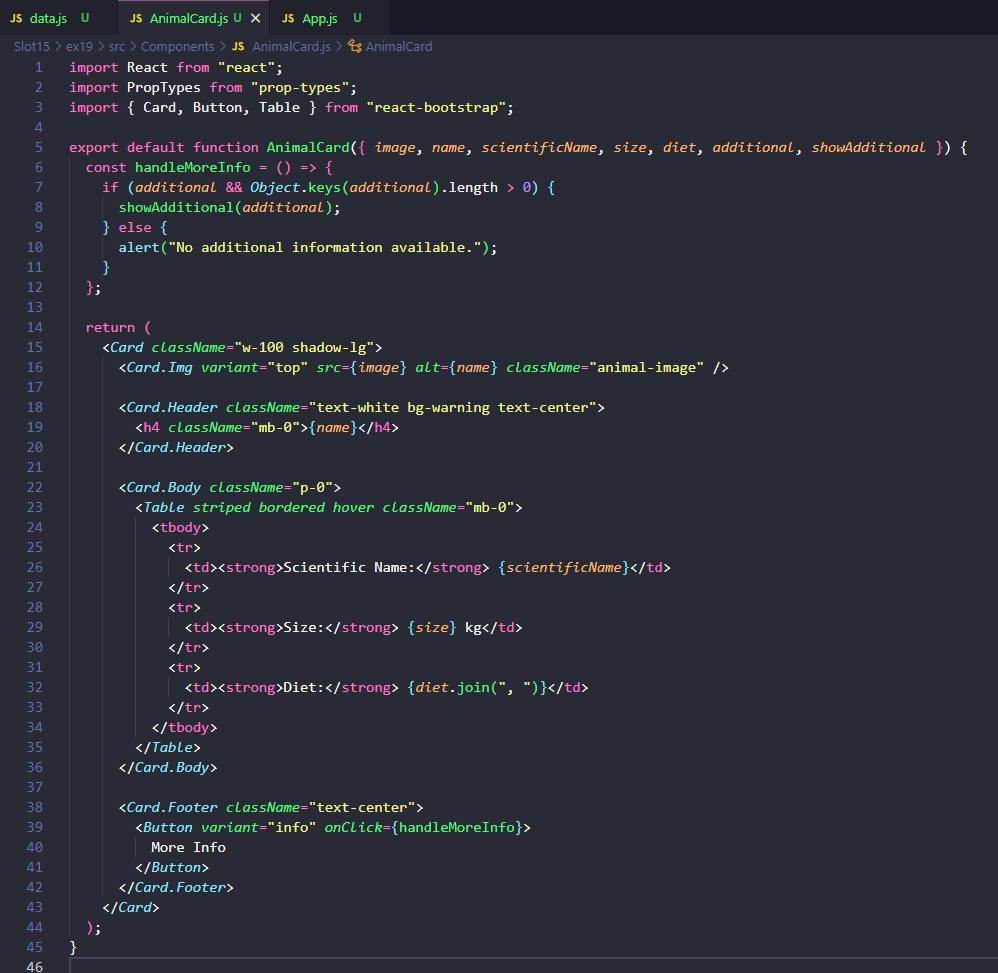 JS data.js U JS AnimalCard.js U × JS App.js U
Slot15 > ex19 > src > Components > JS AnimalCard.js > AnimalCard
1 import React from "react";
2 import PropTypes from "prop-types";
3 import { Card, Button, Table } from "react-bootstrap";
4
5 export default function AnimalCard({ image, name, scientificName, size, diet, additional, showAdditional }) {
6   const handleMoreInfo = () => {
7     if (additional && Object.keys(additional).length > 0) {
8       showAdditional(additional);
9     } else {
10       alert("No additional information available.");
11     }
12   };
13
14   return (
15     <Card className="w-100 shadow-lg">
16       <Card.Img variant="top" src={image} alt={name} className="animal-image" />
17
18       <Card.Header className="text-white bg-warning text-center">
19         <h4 className="mb-0">{name}</h4>
20       </Card.Header>
21
22       <Card.Body className="p-0">
23         <Table striped bordered hover className="mb-0">
24           <tbody>
25             <tr>
26               <td><strong>Scientific Name:</strong> {scientificName}</td>
27             </tr>
28             <tr>
29               <td><strong>Size:</strong> {size} kg</td>
30             </tr>
31             <tr>
32               <td><strong>Diet:</strong> {diet.join(", ")}</td>
33             </tr>
34           </tbody>
35         </Table>
36       </Card.Body>
37
38       <Card.Footer className="text-center">
39         <Button variant="info" onClick={handleMoreInfo}>
40           More Info
41         </Button>
42       </Card.Footer>
43     </Card>
44   );
45 }
46